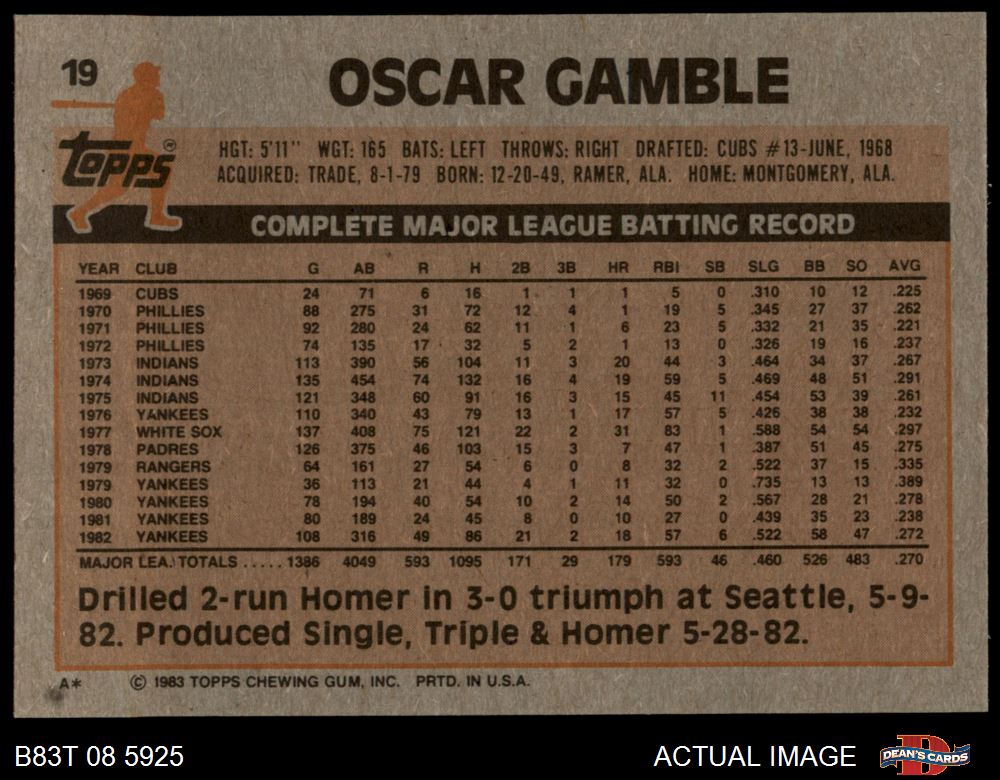 19
OSCAR GAMBLE
TOPPS®
HGT: 5'11" WGT: 165 BATS: LEFT THROWS: RIGHT DRAFTED: CUBS #13-JUNE, 1968
ACQUIRED: TRADE, 8-1-79 BORN: 12-20-49, RAMER, ALA. HOME: MONTGOMERY, ALA.
COMPLETE MAJOR LEAGUE BATTING RECORD
YEAR CLUB G AB R H 2B 3B HR RBI SB SLG BB SO AVG
1969 CUBS 24 71 6 16 1 1 1 5 0 .310 10 12 .225
1970 PHILLIES 88 275 31 72 12 4 1 19 5 .345 27 37 .262
1971 PHILLIES 92 280 24 62 11 1 6 23 5 .332 21 35 .221
1972 PHILLIES 74 135 17 32 5 2 1 13 0 .326 19 16 .237
1973 INDIANS 113 390 56 104 11 3 20 44 3 .464 34 37 .267
1974 INDIANS 135 454 74 132 16 4 19 59 5 .469 48 51 .291
1975 INDIANS 121 348 60 91 16 3 15 45 11 .454 53 39 .261
1976 YANKEES 110 340 43 79 13 1 17 57 5 .426 38 38 .232
1977 WHITE SOX 137 408 75 121 22 2 31 83 1 .588 54 54 .297
1978 PADRES 126 375 46 103 15 3 7 47 1 .387 51 45 .275
1979 RANGERS 64 161 27 54 6 0 8 32 2 .522 37 15 .335
1979 YANKEES 36 113 21 44 4 1 11 32 0 .735 13 13 .389
1980 YANKEES 78 194 40 54 10 2 14 50 2 .567 28 21 .278
1981 YANKEES 80 189 24 45 8 0 10 27 0 .439 35 23 .238
1982 YANKEES 108 316 49 86 21 2 18 57 6 .522 58 47 .272
MAJOR LEA. TOTALS ..... 1386 4049 593 1095 171 29 179 593 46 .460 526 483 .270
Drilled 2-run Homer in 3-0 triumph at Seattle, 5-9-
82. Produced Single, Triple & Homer 5-28-82.
A* © 1983 TOPPS CHEWING GUM, INC. PRTD. IN U.S.A.
B83T 08 5925 ACTUAL IMAGE DEAN'S CARDS